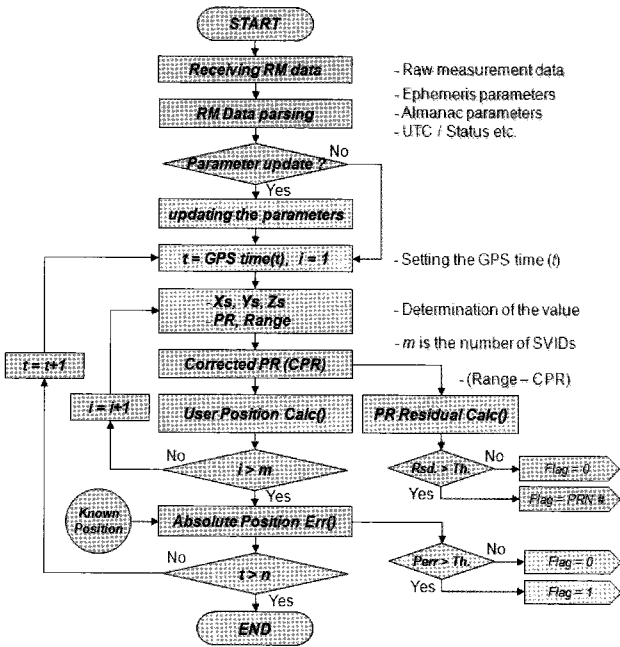 START
Receiving RM data
- Raw measurement data
- Ephemeris parameters
RM Data parsing
- Almanac parameters
- UTC / Status etc.
Parameter update ?
No
Yes
updating the parameters
t = GPS time(t), i = 1
- Setting the GPS time (t)
Xs, Ys, Zs
PR, Range
- Determination of the value
- m is the number of SVIDs
t = t+1
Corrected PR (CPR)
- (Range – CPR)
i = i+1
User Position Calc()
PR Residual Calc()
No
i > m
Yes
Rsd. > Th.
No
Yes
Flag = 0
Flag = PRN #
Known
Position
Absolute Position Err()
No
t > n
Yes
Perr > Th.
No
Yes
Flag = 0
Flag = 1
END